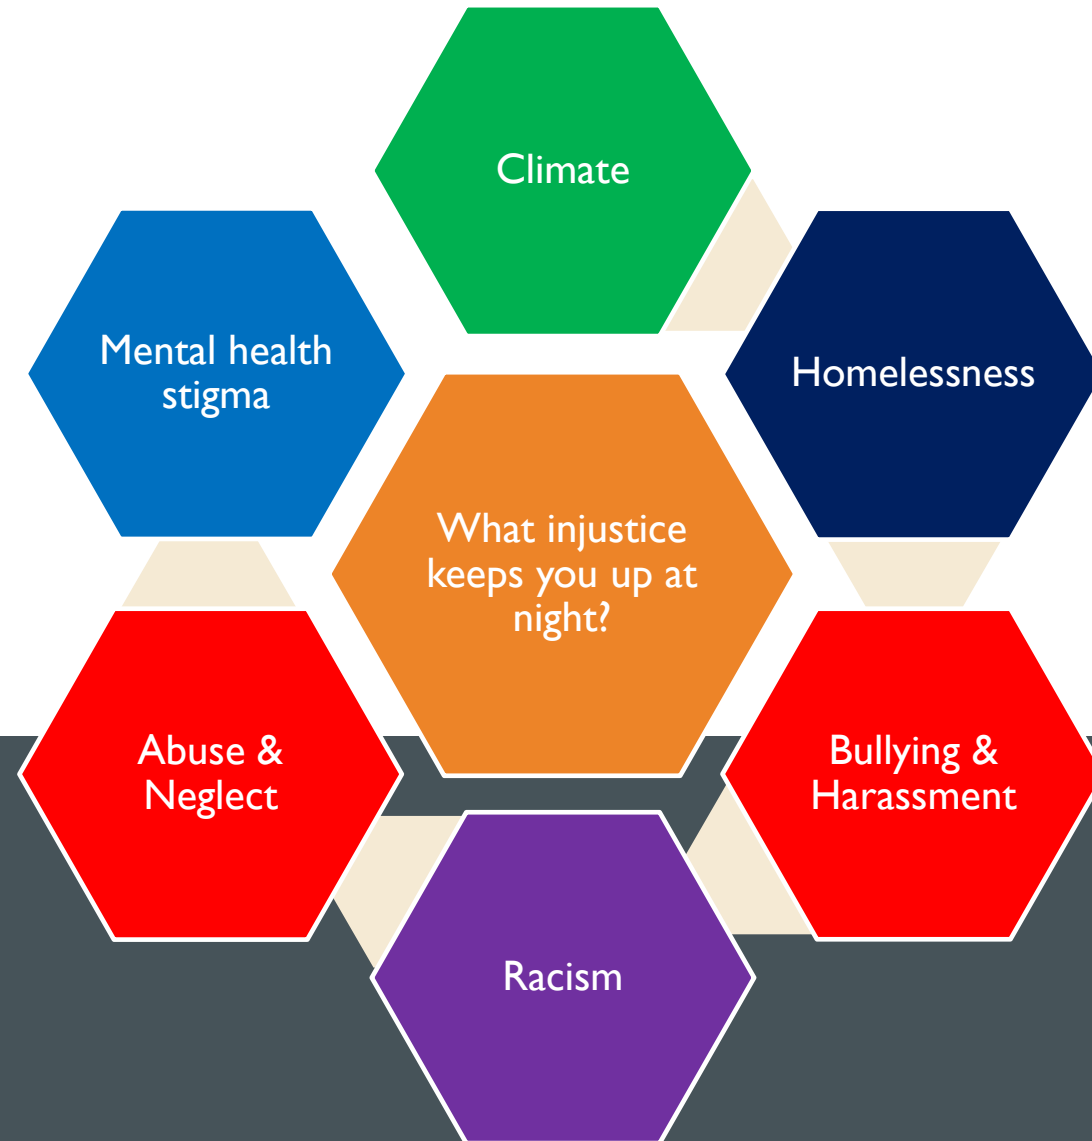 Climate
Mental health
stigma
Homelessness
What injustice
keeps you up at
night?
Abuse &
Neglect
Bullying &
Harassment
Racism